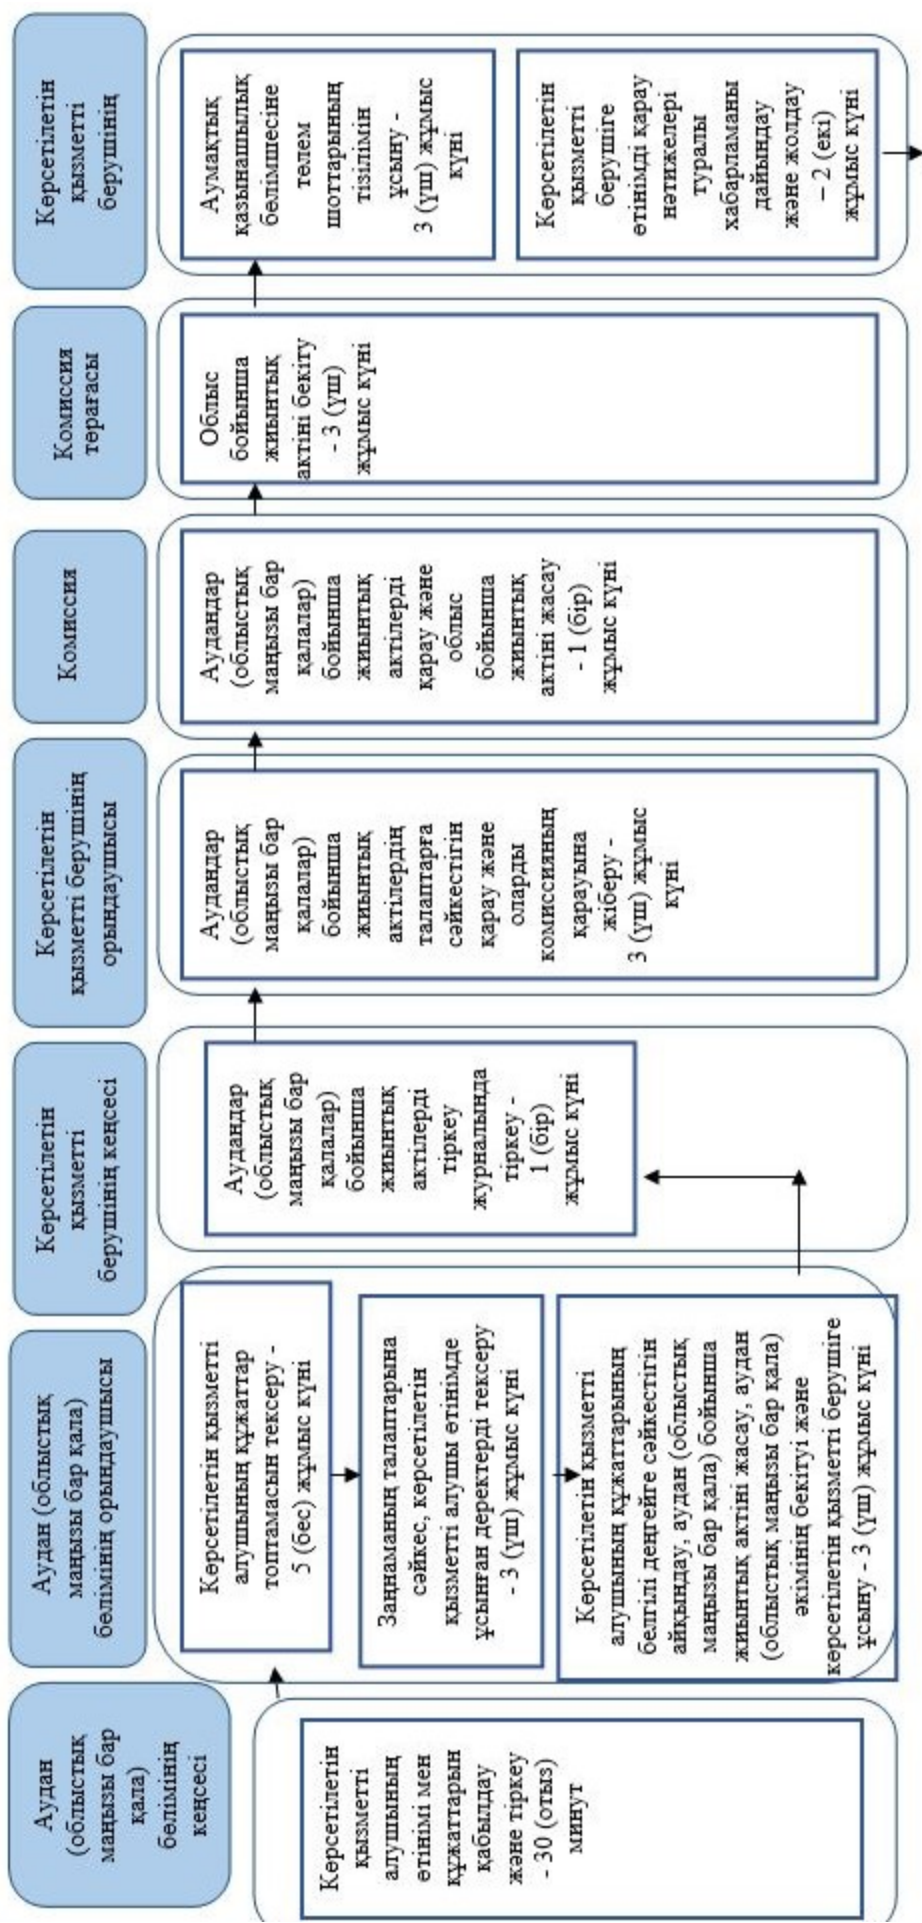 Аудан
(облыстық
маңызы бар
қала)
бөлімінің
кеңсесі
Аудан (облыстық
маңызы бар қала)
бөлімінің орындаушысы
Көрсетілетін
қызметті
берушінің кеңсесі
Көрсетілетін
қызметті берушінің
орындаушысы
Комиссия
Комиссия
төрағасы
Көрсетілетін
қызметті
берушінің
Көрсетілетін
қызметті
алушының
өтінімі мен
құжаттарын
қабылдау
және тіркеу
- 30 (отыз)
минут
Көрсетілетін қызметті
алушының құжаттар
топтамасын тексеру -
5 (бес) жұмыс күні
Заңнаманың талаптарына
сәйкес, көрсетілетін
қызметті алушы өтінімде
ұсынған деректерді тексеру
- 3 (үш) жұмыс күні
Көрсетілетін қызметті
алушының құжаттарының
белгілі деңгейге сәйкестігін
айқындау, аудан (облыстық
маңызы бар қала) бойынша
жиынтық актіні жасау, аудан
(облыстық маңызы бар қала)
әкімінің бекітуі және
көрсетілетін қызметті берушіге
ұсыну - 3 (үш) жұмыс күні
Аудандар
(облыстық
маңызы бар
қалалар)
бойынша
жиынтық
актілерді
тіркеу
журналында
тіркеу -
1 (бір)
жұмыс күні
Аудандар
(облыстық
маңызы бар
қалалар)
бойынша
жиынтық
актілердің
талаптарға
сәйкестігін
қарау және
оларды
комиссияның
қарауына
жіберу -
3 (үш) жұмыс
күні
Аудандар
(облыстық
маңызы бар
қалалар)
бойынша
жиынтық
актілерді
қарау және
облыс
бойынша
жиынтық
актіні жасау
- 1 (бір)
жұмыс күні
Облыс
бойынша
жиынтық
актіні бекіту
- 3 (үш)
жұмыс күні
Аумақтық
қазынашылық
бөлімшесіне
төлем
шоттарының
тізілімін
ұсыну -
3 (үш) жұмыс
күні
Көрсетілетін
қызметті
берушіге
өтінімді қарау
нәтижелері
туралы
хабарламаны
дайындау
және жолдау
– 2 (екі)
жұмыс күні